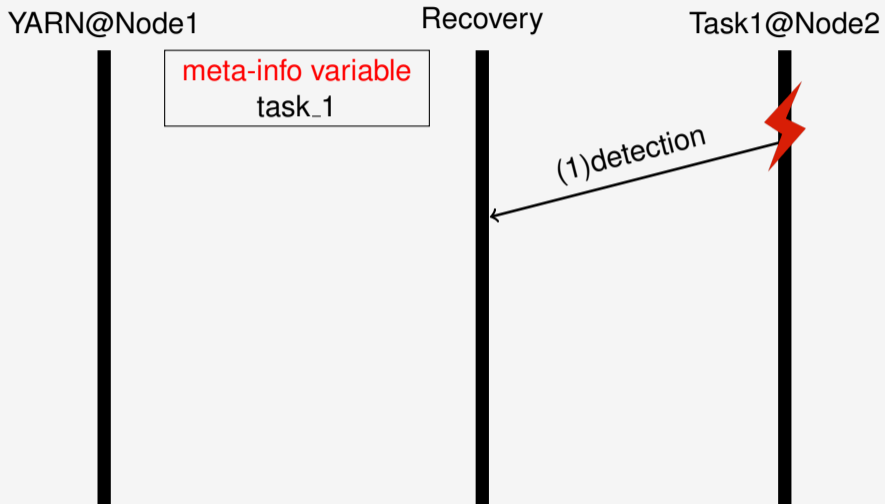 YARN@Node1
Recovery
Task1@Node2
meta-info variable
task_1
(1)detection